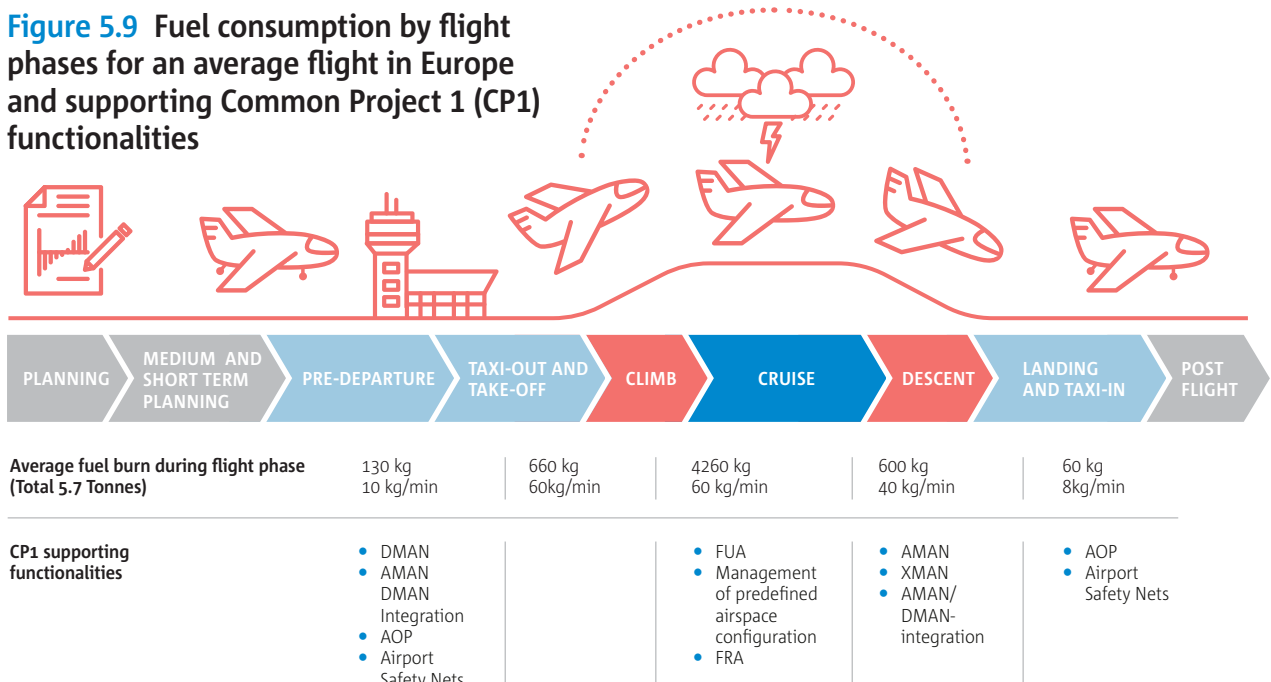 Figure 5.9 Fuel consumption by flight
phases for an average flight in Europe
and supporting Common Project 1 (CP1)
functionalities
PLANNING
MEDIUM AND
SHORT TERM
PLANNING
PRE-DEPARTURE
TAXI-OUT AND
TAKE-OFF
CLIMB
CRUISE
DESCENT
LANDING
AND TAXI-IN
POST
FLIGHT
Average fuel burn during flight phase
(Total 5.7 Tonnes)
130 kg
10 kg/min
660 kg
60kg/min
4260 kg
60 kg/min
600 kg
40 kg/min
60 kg
8kg/min
CP1 supporting
functionalities
• DMAN
• AMAN
DMAN
Integration
• AOP
• Airport
Safety Nets
• FUA
• Management
of predefined
airspace
configuration
• FRA
• AMAN
• XMAN
• AMAN/
DMAN-
integration
• AOP
• Airport
Safety Nets